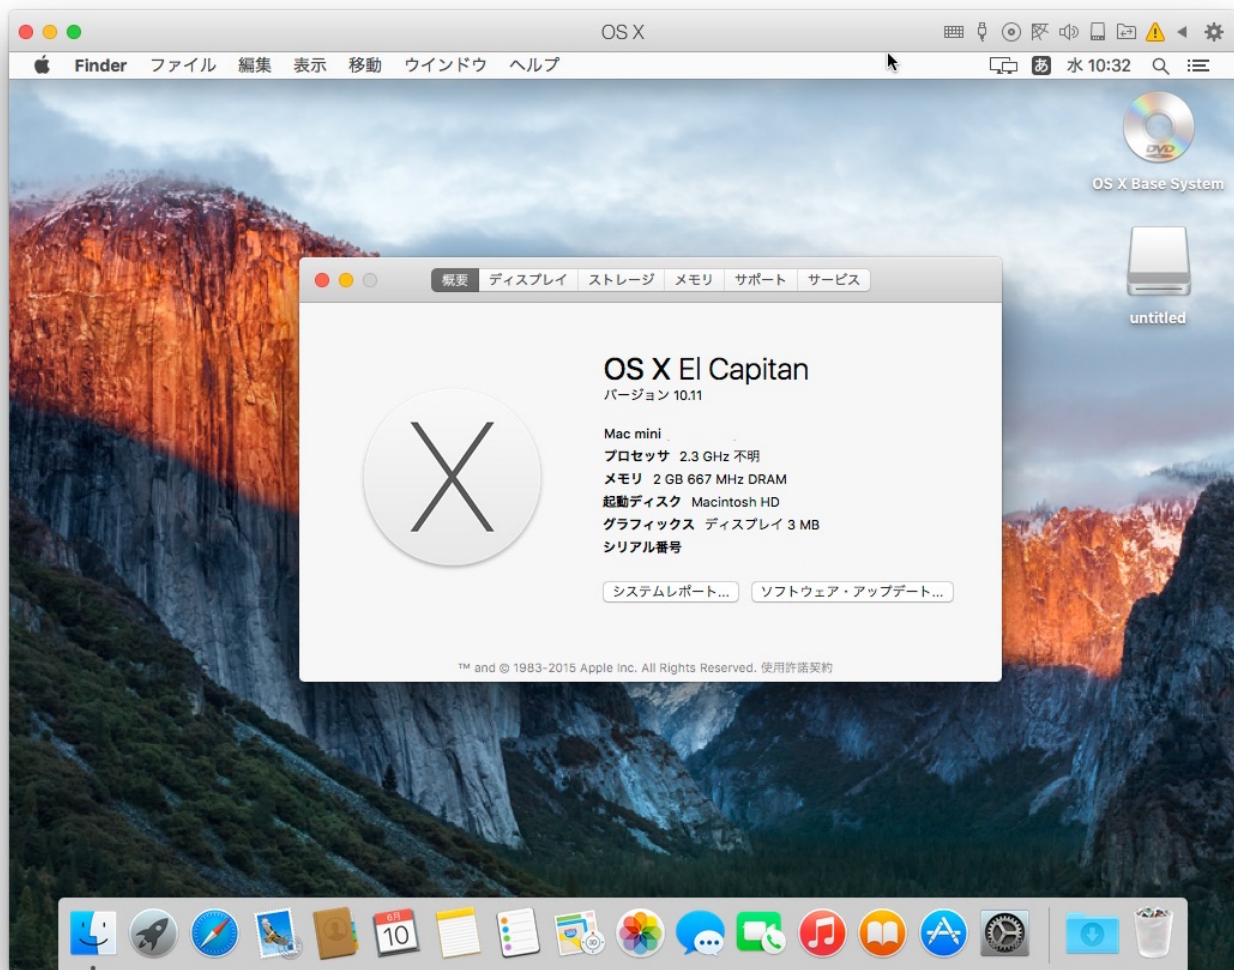 OS X
Finder ファイル 編集 表示 移動 ウインドウ ヘルプ あ 水 10:32
DVD
OS X Base System
untitled
概要 ディスプレイ ストレージ メモリ サポート サービス
OS X El Capitan
バージョン 10.11
Mac mini
プロセッサ 2.3 GHz 不明
メモリ 2 GB 667 MHz DRAM
起動ディスク Macintosh HD
グラフィックス ディスプレイ 3 MB
シリアル番号
システムレポート... ソフトウェア・アップデート...
™ and © 1983-2015 Apple Inc. All Rights Reserved. 使用許諾契約
6月
10